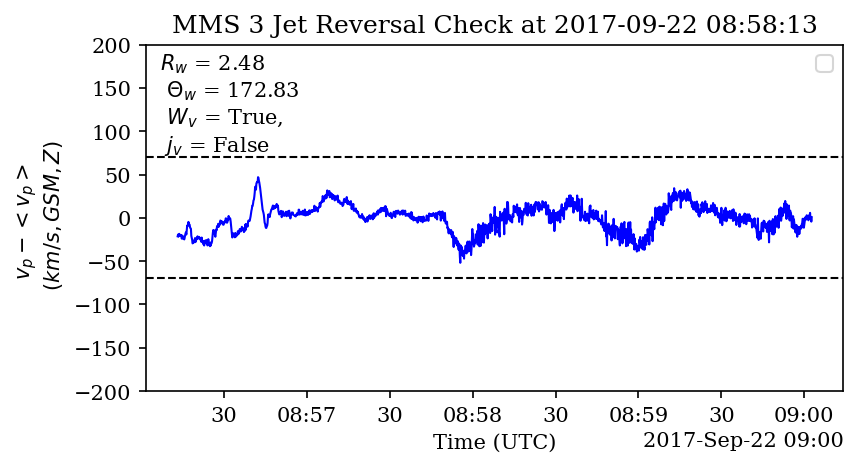 MMS 3 Jet Reversal Check at 2017-09-22 08:58:13
200
150
100
50
0
−50
−100
−150
−200
v_p − < v_p >
(km/s, GSM, Z)
R_w = 2.48
Θ_w = 172.83
W_v = True,
j_v = False
30 08:57 30 08:58 30 08:59 30 09:00
Time (UTC)
2017-Sep-22 09:00